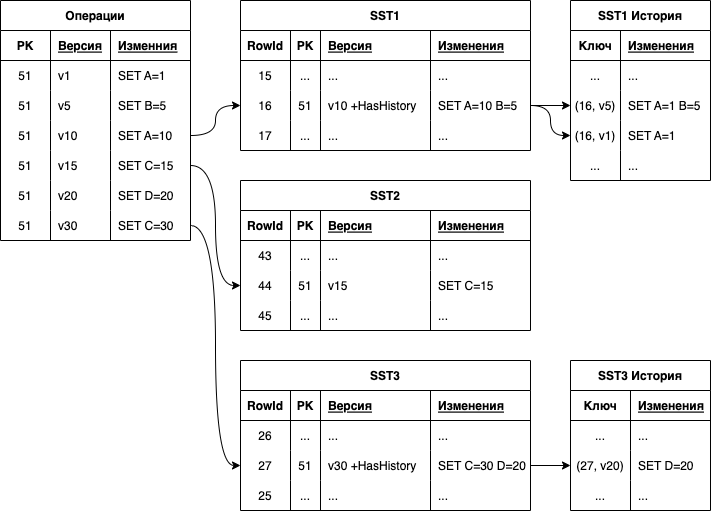 Операции
PK Версия Изменния
51 v1 SET A=1
51 v5 SET B=5
51 v10 SET A=10
51 v15 SET C=15
51 v20 SET D=20
51 v30 SET C=30
SST1
RowId PK Версия Изменения
15 ... ... ...
16 51 v10 +HasHistory SET A=10 B=5
17 ... ... ...
SST1 История
Ключ Изменения
... ...
(16, v5) SET A=1 B=5
(16, v1) SET A=1
... ...
SST2
RowId PK Версия Изменения
43 ... ... ...
44 51 v15 SET C=15
45 ... ... ...
SST3
RowId PK Версия Изменения
26 ... ... ...
27 51 v30 +HasHistory SET C=30 D=20
25 ... ... ...
SST3 История
Ключ Изменения
... ...
(27, v20) SET D=20
... ...